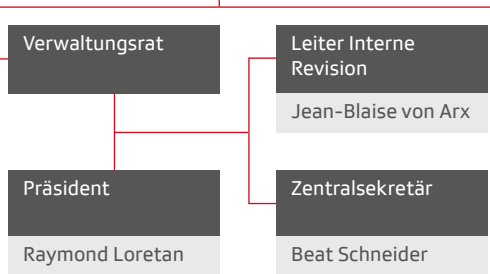 Verwaltungsrat
Leiter Interne
Revision
Jean-Blaise von Arx
Präsident
Raymond Loretan
Zentralsekretär
Beat Schneider